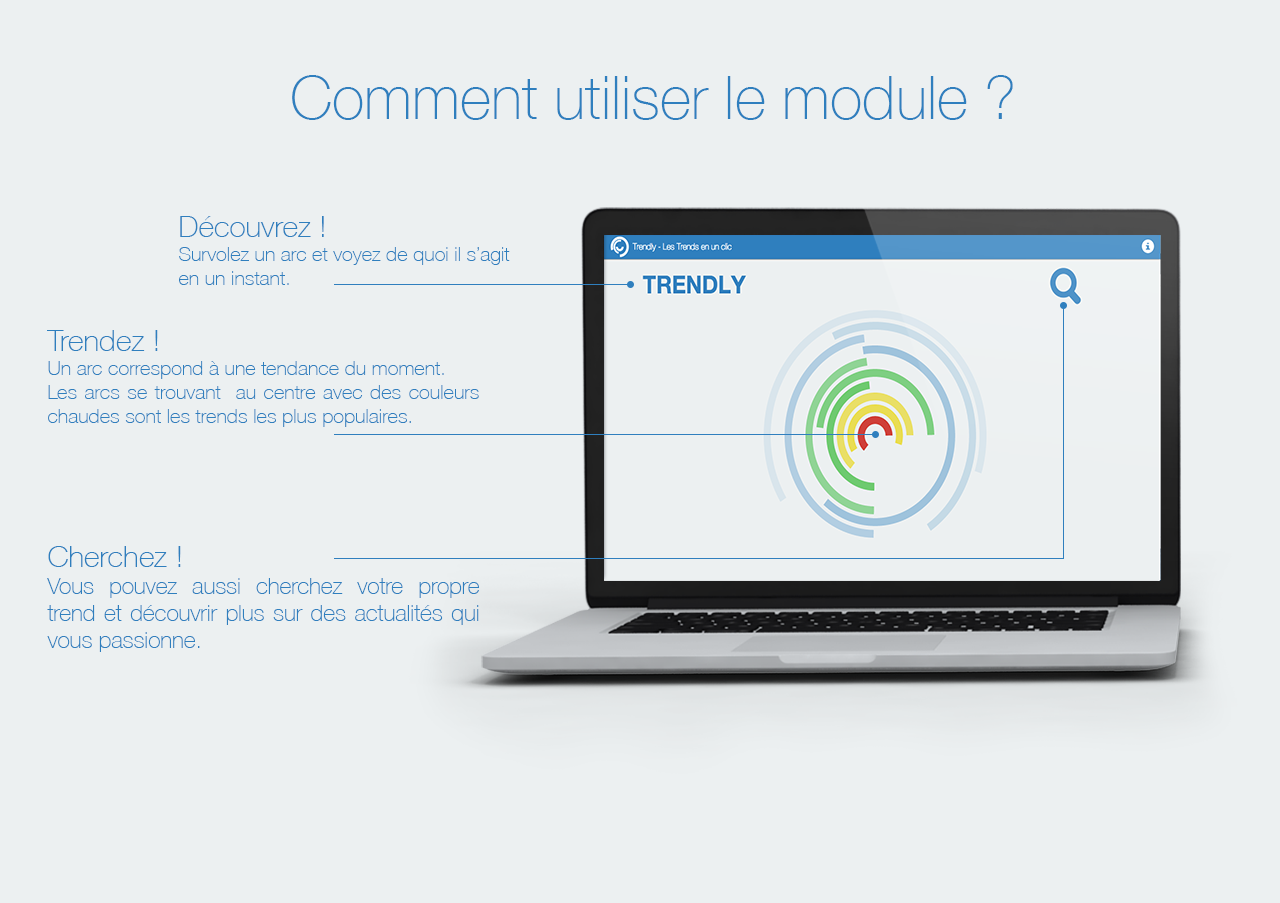 Comment utiliser le module ?
Découvrez !
Survolez un arc et voyez de quoi il s'agit
en un instant.
Trendez !
Un arc correspond à une tendance du moment.
Les arcs se trouvant au centre avec des couleurs
chaudes sont les trends les plus populaires.
Cherchez !
Vous pouvez aussi cherchez votre propre
trend et découvrir plus sur des actualités qui
vous passionne.
Trendly - Les Trends en un clic
TRENDLY